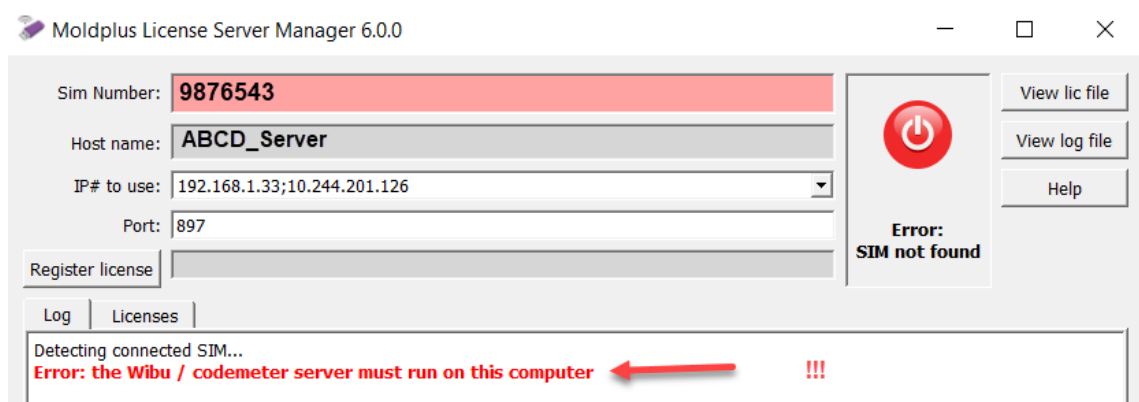 Moldplus License Server Manager 6.0.0
Sim Number: 9876543
View lic file
Host name: ABCD_Server
View log file
IP# to use: 192.168.1.33;10.244.201.126
Help
Port: 897
Error:
SIM not found
Register license
Log Licenses
Detecting connected SIM...
Error: the Wibu / codemeter server must run on this computer !!!